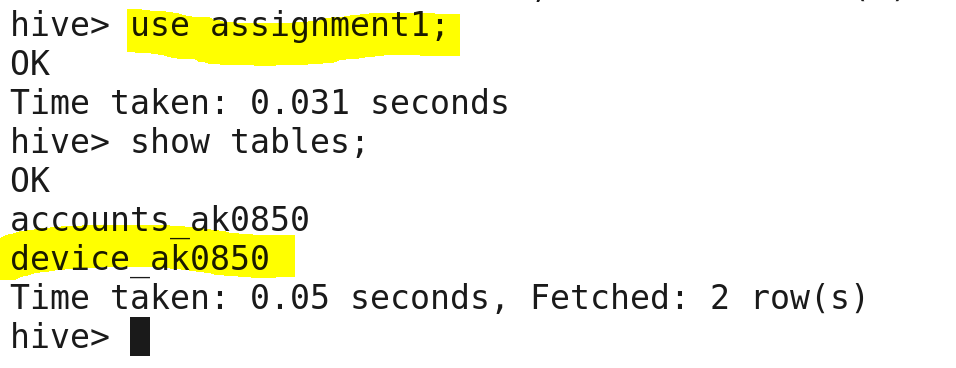 hive> use assignment1;
OK
Time taken: 0.031 seconds
hive> show tables;
OK
accounts_ak0850
device_ak0850
Time taken: 0.05 seconds, Fetched: 2 row(s)
hive>